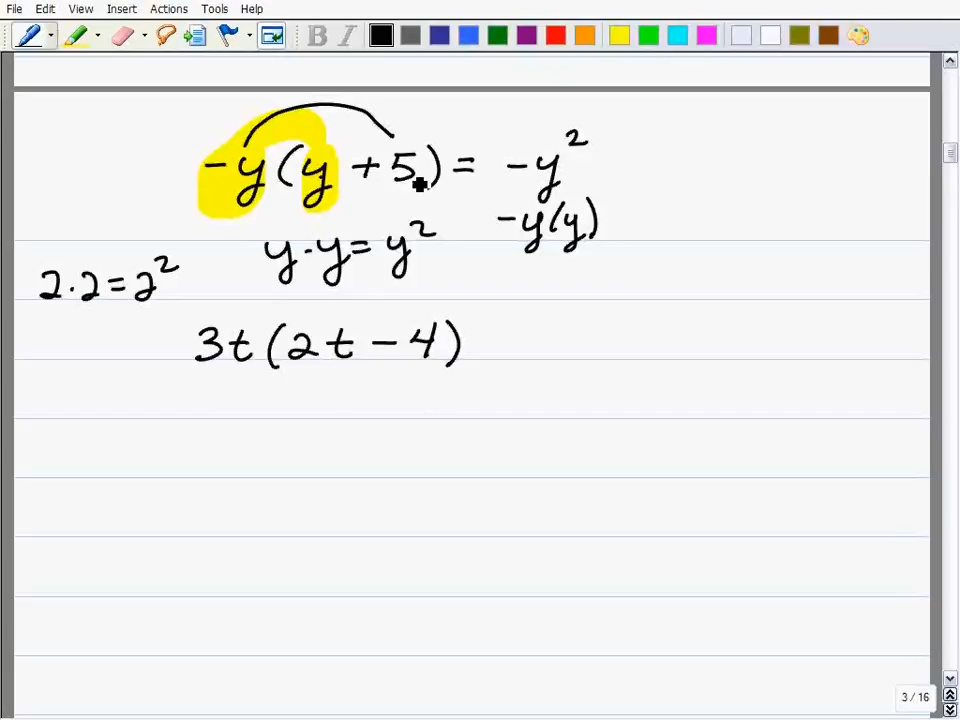 File Edit View Insert Actions Tools Help
B I
-y(y + 5) = -y²
-y(y)
y·y = y²
2·2 = 2²
3t(2t - 4)
3 / 16